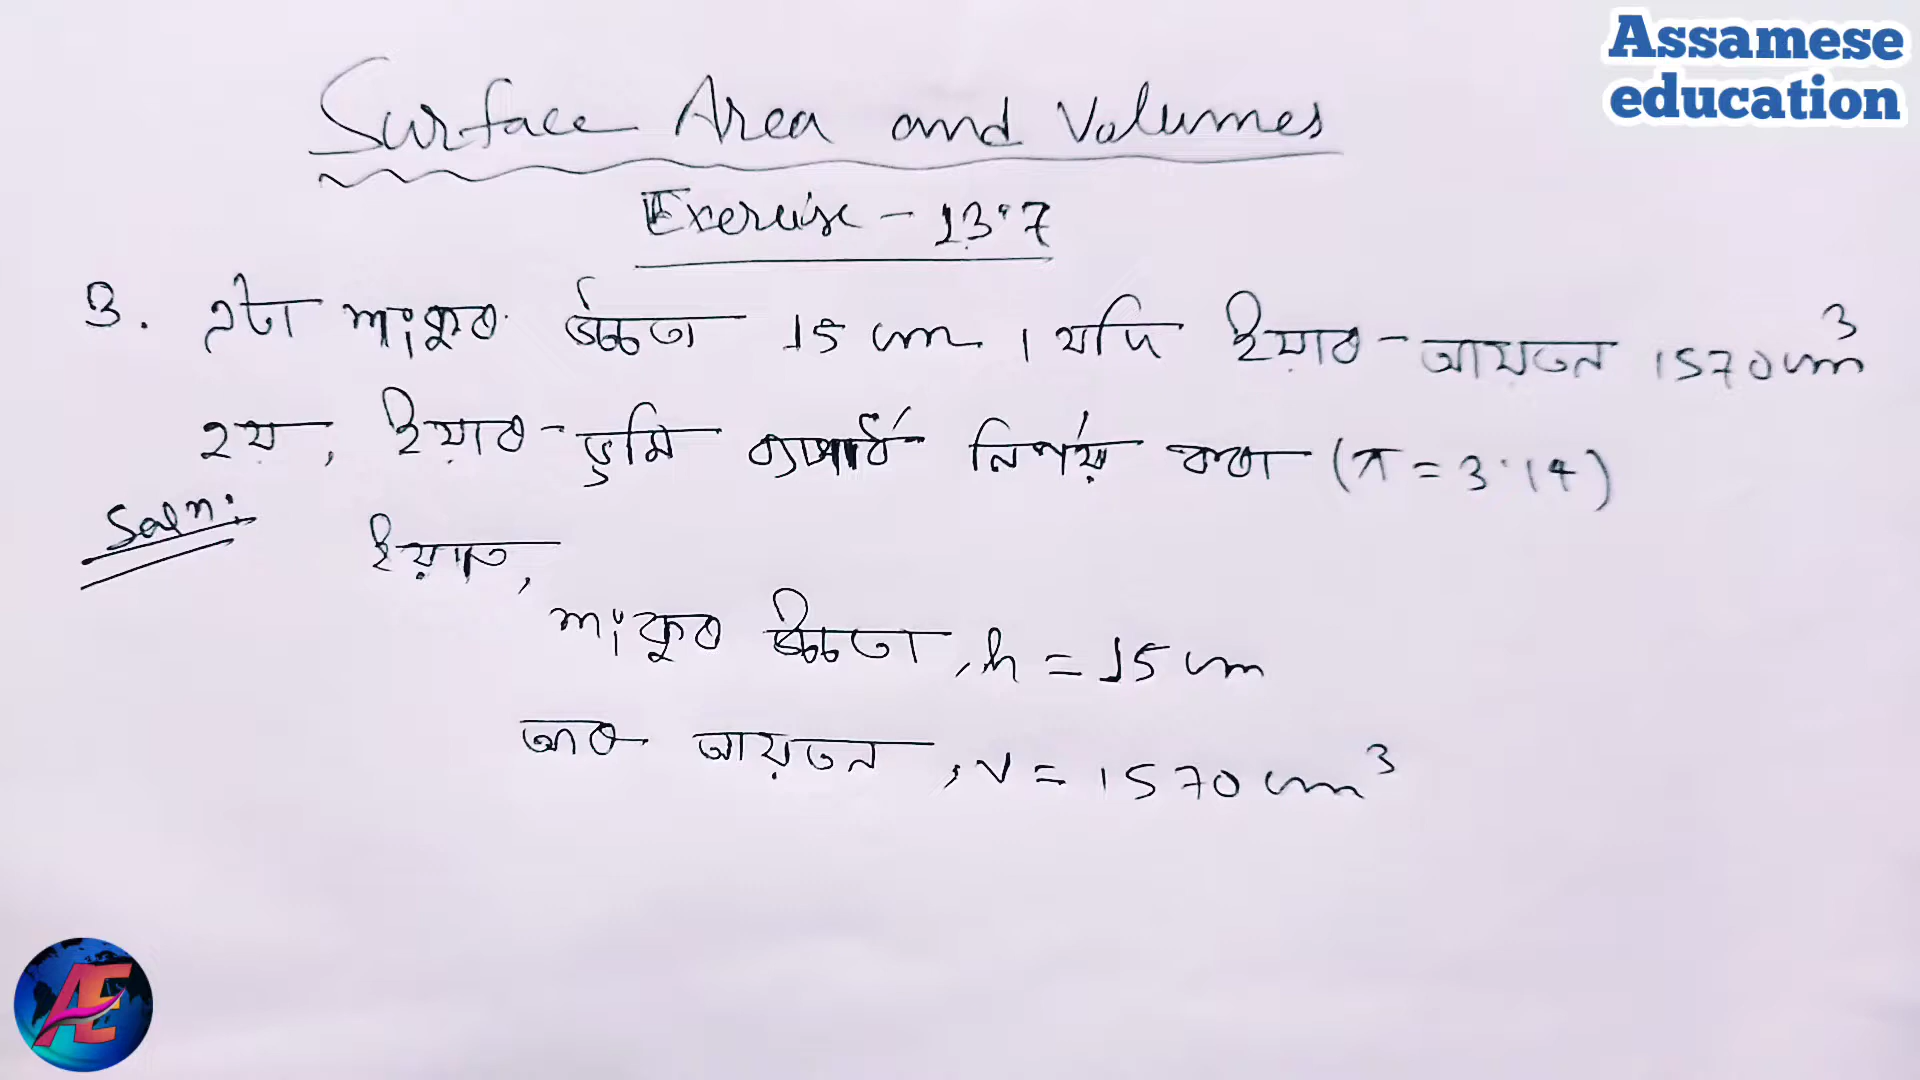 Assamese
education
Surface Area and Volumes
Exercise - 13.7
3. এটা শংকুৰ উচ্চতা 15 cm । যদি ইয়াৰ আয়তন 1570 cm³
হয়, ইয়াৰ ভূমি ব্যাসাৰ্ধ নিৰ্ণয় কৰা (π = 3.14)
Soln:
ইয়াত,
শংকুৰ উচ্চতা, h = 15 cm
আৰু আয়তন, v = 1570 cm³
AE